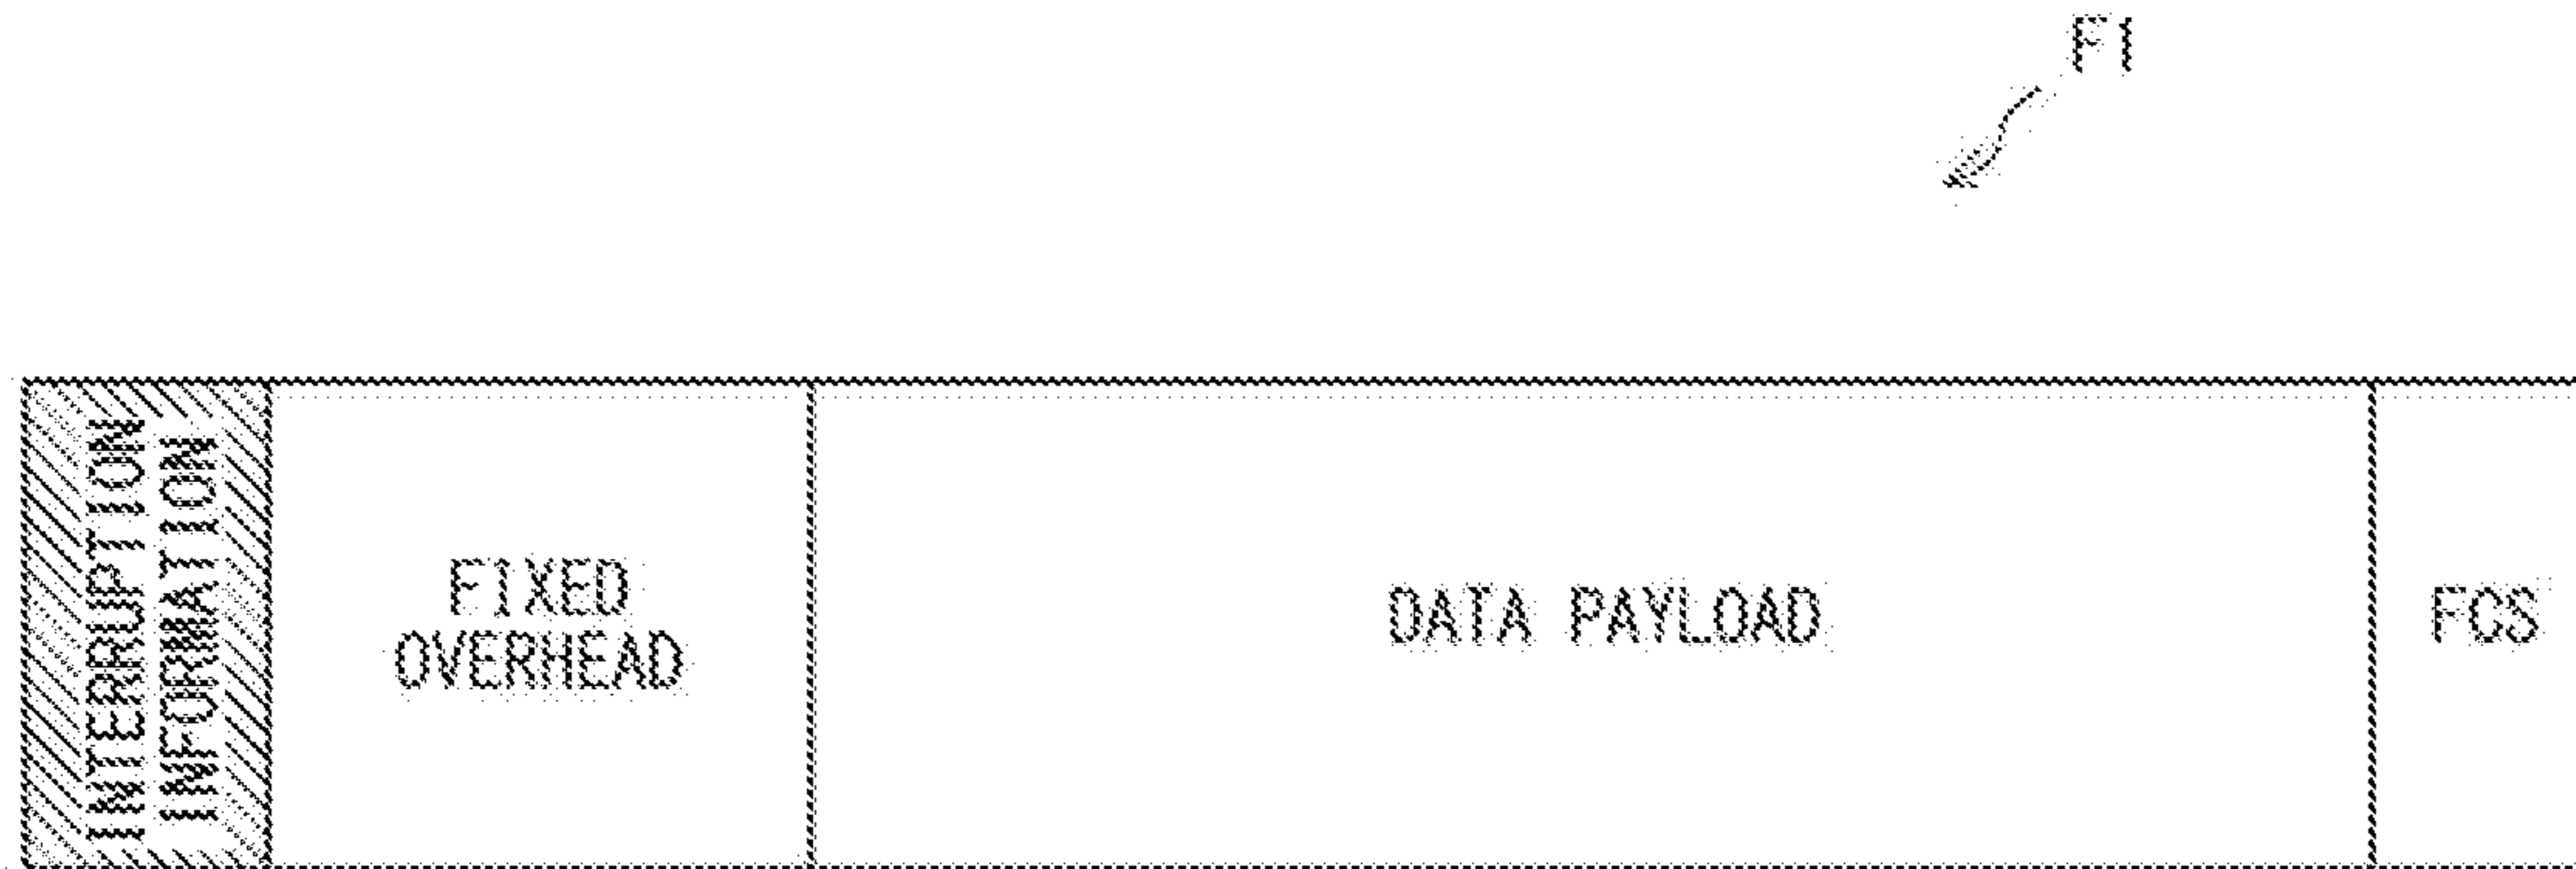 F1
INTERRUPTION
INFORMATION
FIXED
OVERHEAD
DATA PAYLOAD
FCS